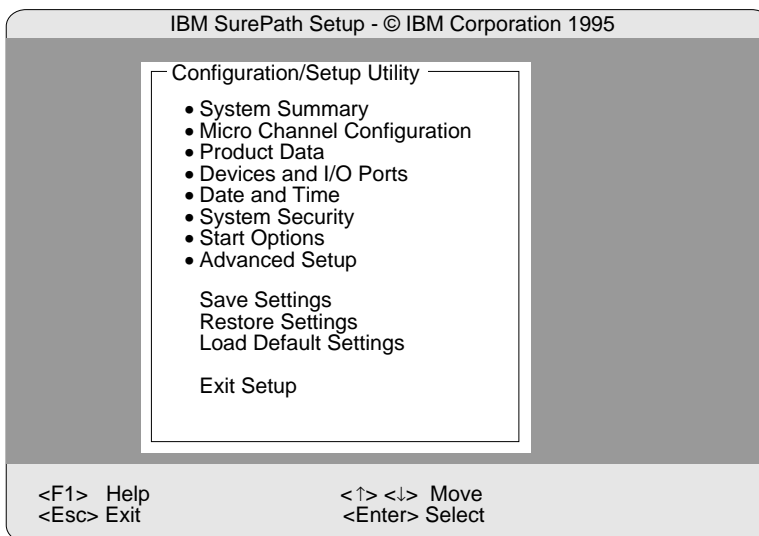 IBM SurePath Setup - © IBM Corporation 1995
Configuration/Setup Utility
• System Summary
• Micro Channel Configuration
• Product Data
• Devices and I/O Ports
• Date and Time
• System Security
• Start Options
• Advanced Setup
Save Settings
Restore Settings
Load Default Settings
Exit Setup
<F1> Help <↑> <↓> Move
<Esc> Exit <Enter> Select